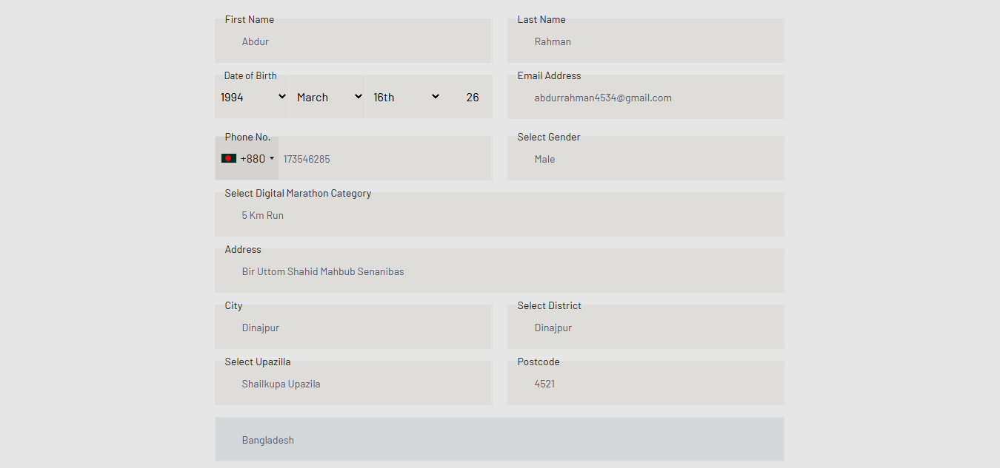 First Name Last Name
Abdur Rahman
Date of Birth Email Address
1994 March 16th 26 abdurrahman4534@gmail.com
Phone No. Select Gender
+880 173546285 Male
Select Digital Marathon Category
5 Km Run
Address
Bir Uttom Shahid Mahbub Senanibas
City Select District
Dinajpur Dinajpur
Select Upazilla Postcode
Shailkupa Upazila 4521
Bangladesh